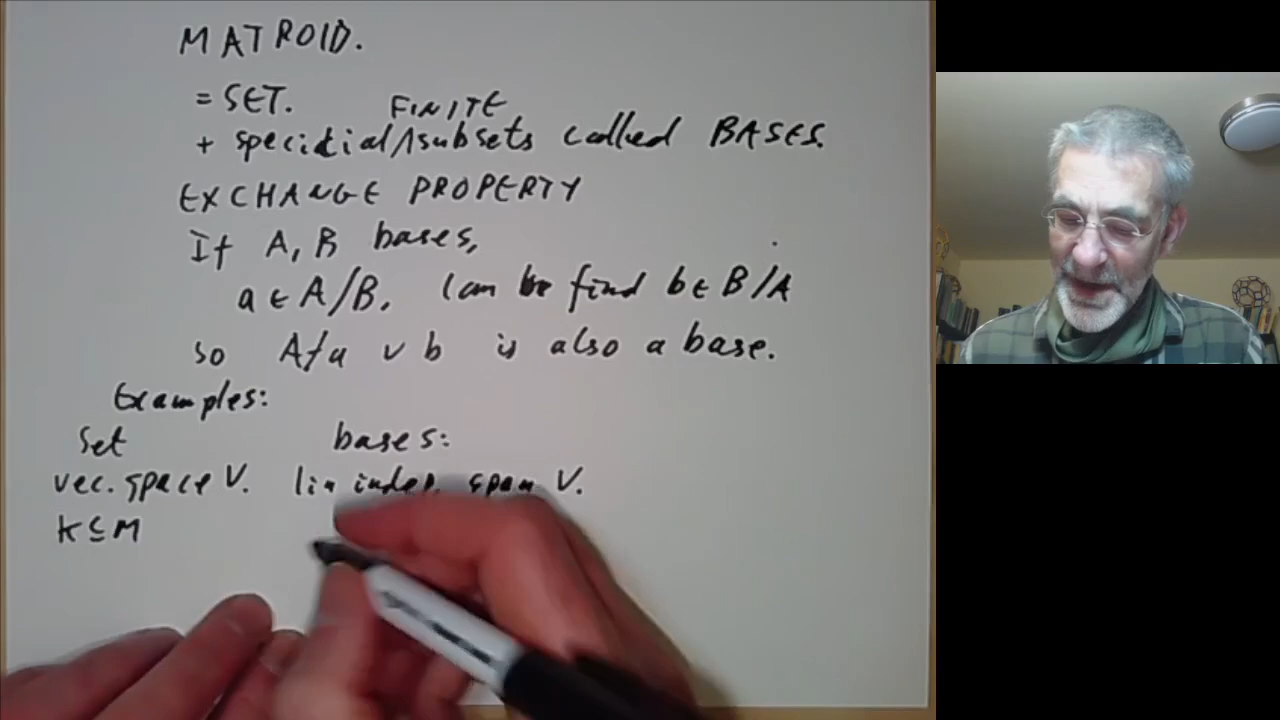 MATROID.
= SET. FINITE
+ specicial/\subsets called BASES.
EXCHANGE PROPERTY
If A, B bases,
a ∈ A/B, can be find b ∈ B/A
so A/a ∪ b is also a base.
Examples:
Set bases:
vec. space V. lin indep. span V.
K ⊆ M